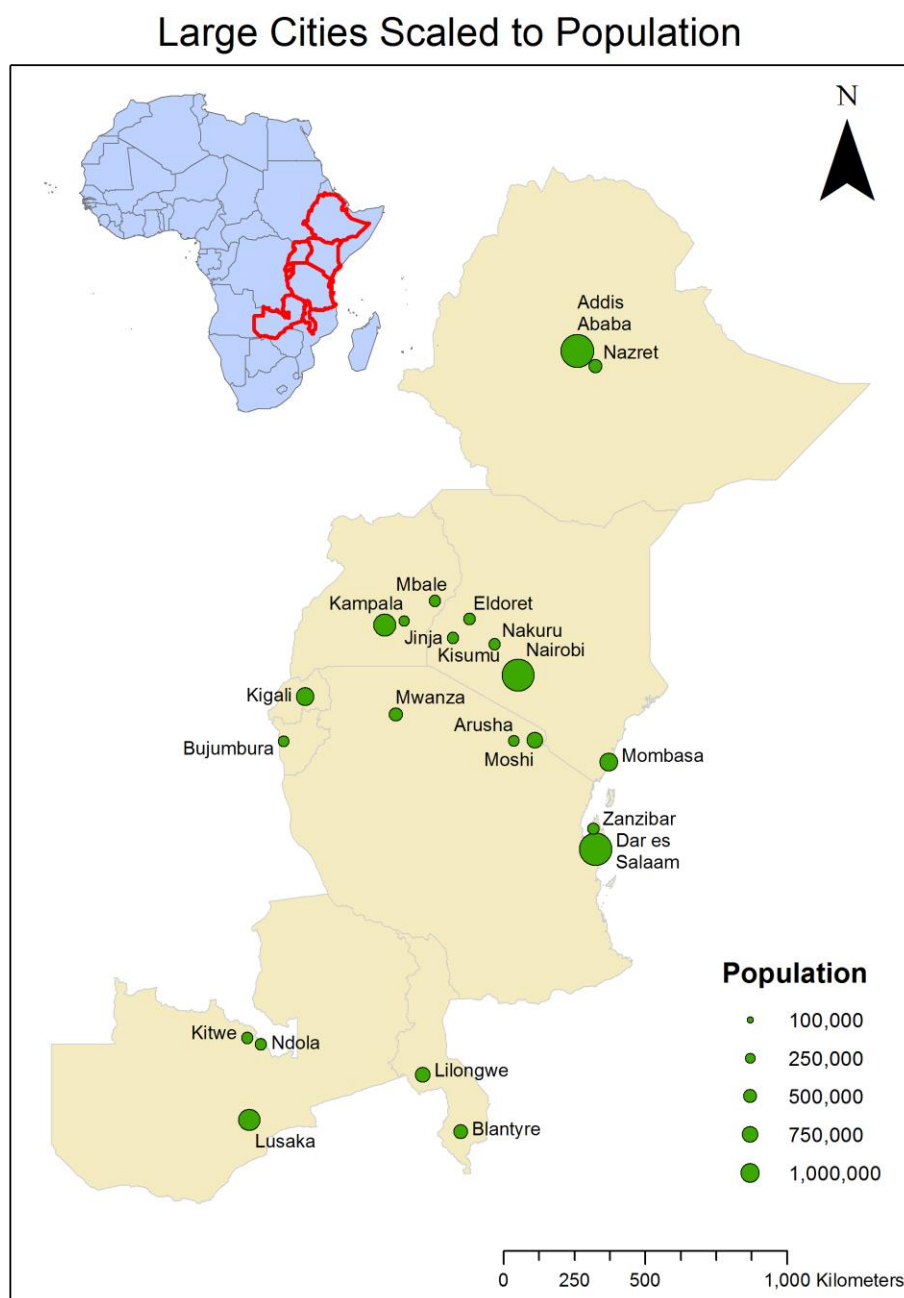 Large Cities Scaled to Population
N
Addis
Ababa
Nazret
Mbale
Kampala
Eldoret
Jinja
Nakuru
Kisumu
Nairobi
Kigali
Mwanza
Arusha
Bujumbura
Moshi
Mombasa
Zanzibar
Dar es
Salaam
Population
100,000
Kitwe
Ndola
250,000
Lilongwe
500,000
Blantyre
750,000
Lusaka
1,000,000
0 250 500 1,000 Kilometers